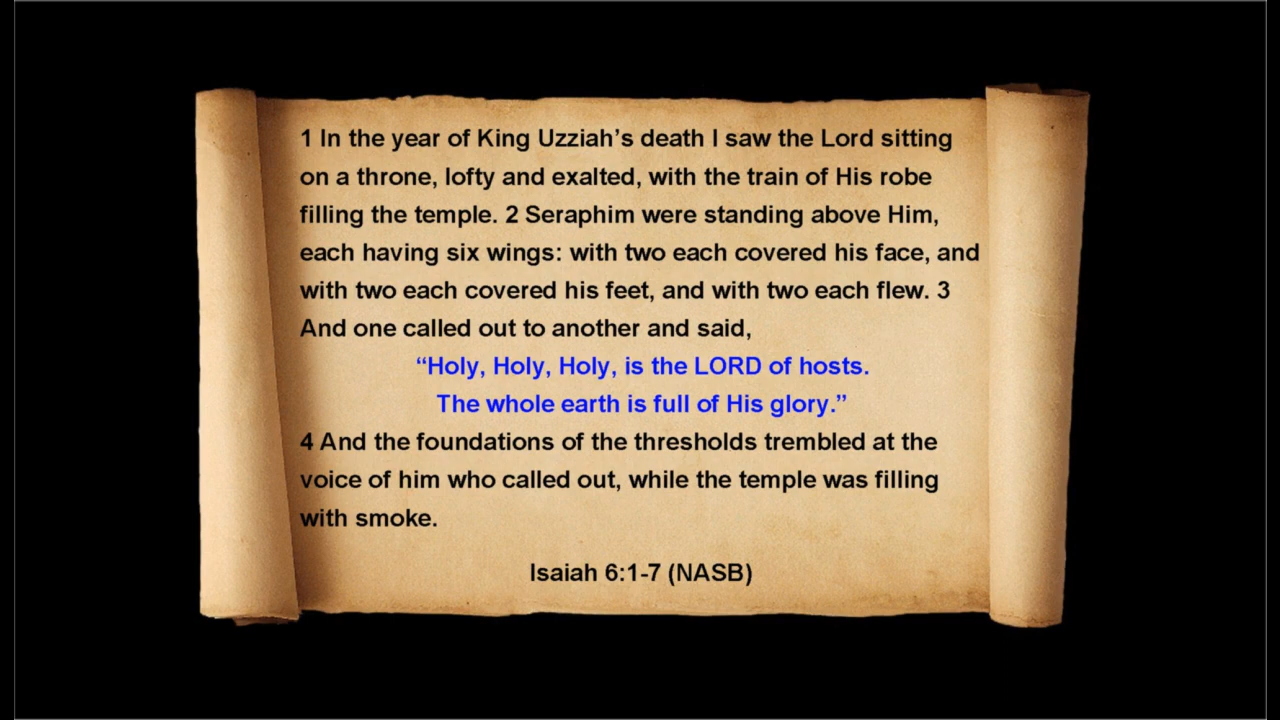 1 In the year of King Uzziah’s death I saw the Lord sitting
on a throne, lofty and exalted, with the train of His robe
filling the temple. 2 Seraphim were standing above Him,
each having six wings: with two each covered his face, and
with two each covered his feet, and with two each flew. 3
And one called out to another and said,
“Holy, Holy, Holy, is the LORD of hosts.
The whole earth is full of His glory.”
4 And the foundations of the thresholds trembled at the
voice of him who called out, while the temple was filling
with smoke.
Isaiah 6:1-7 (NASB)